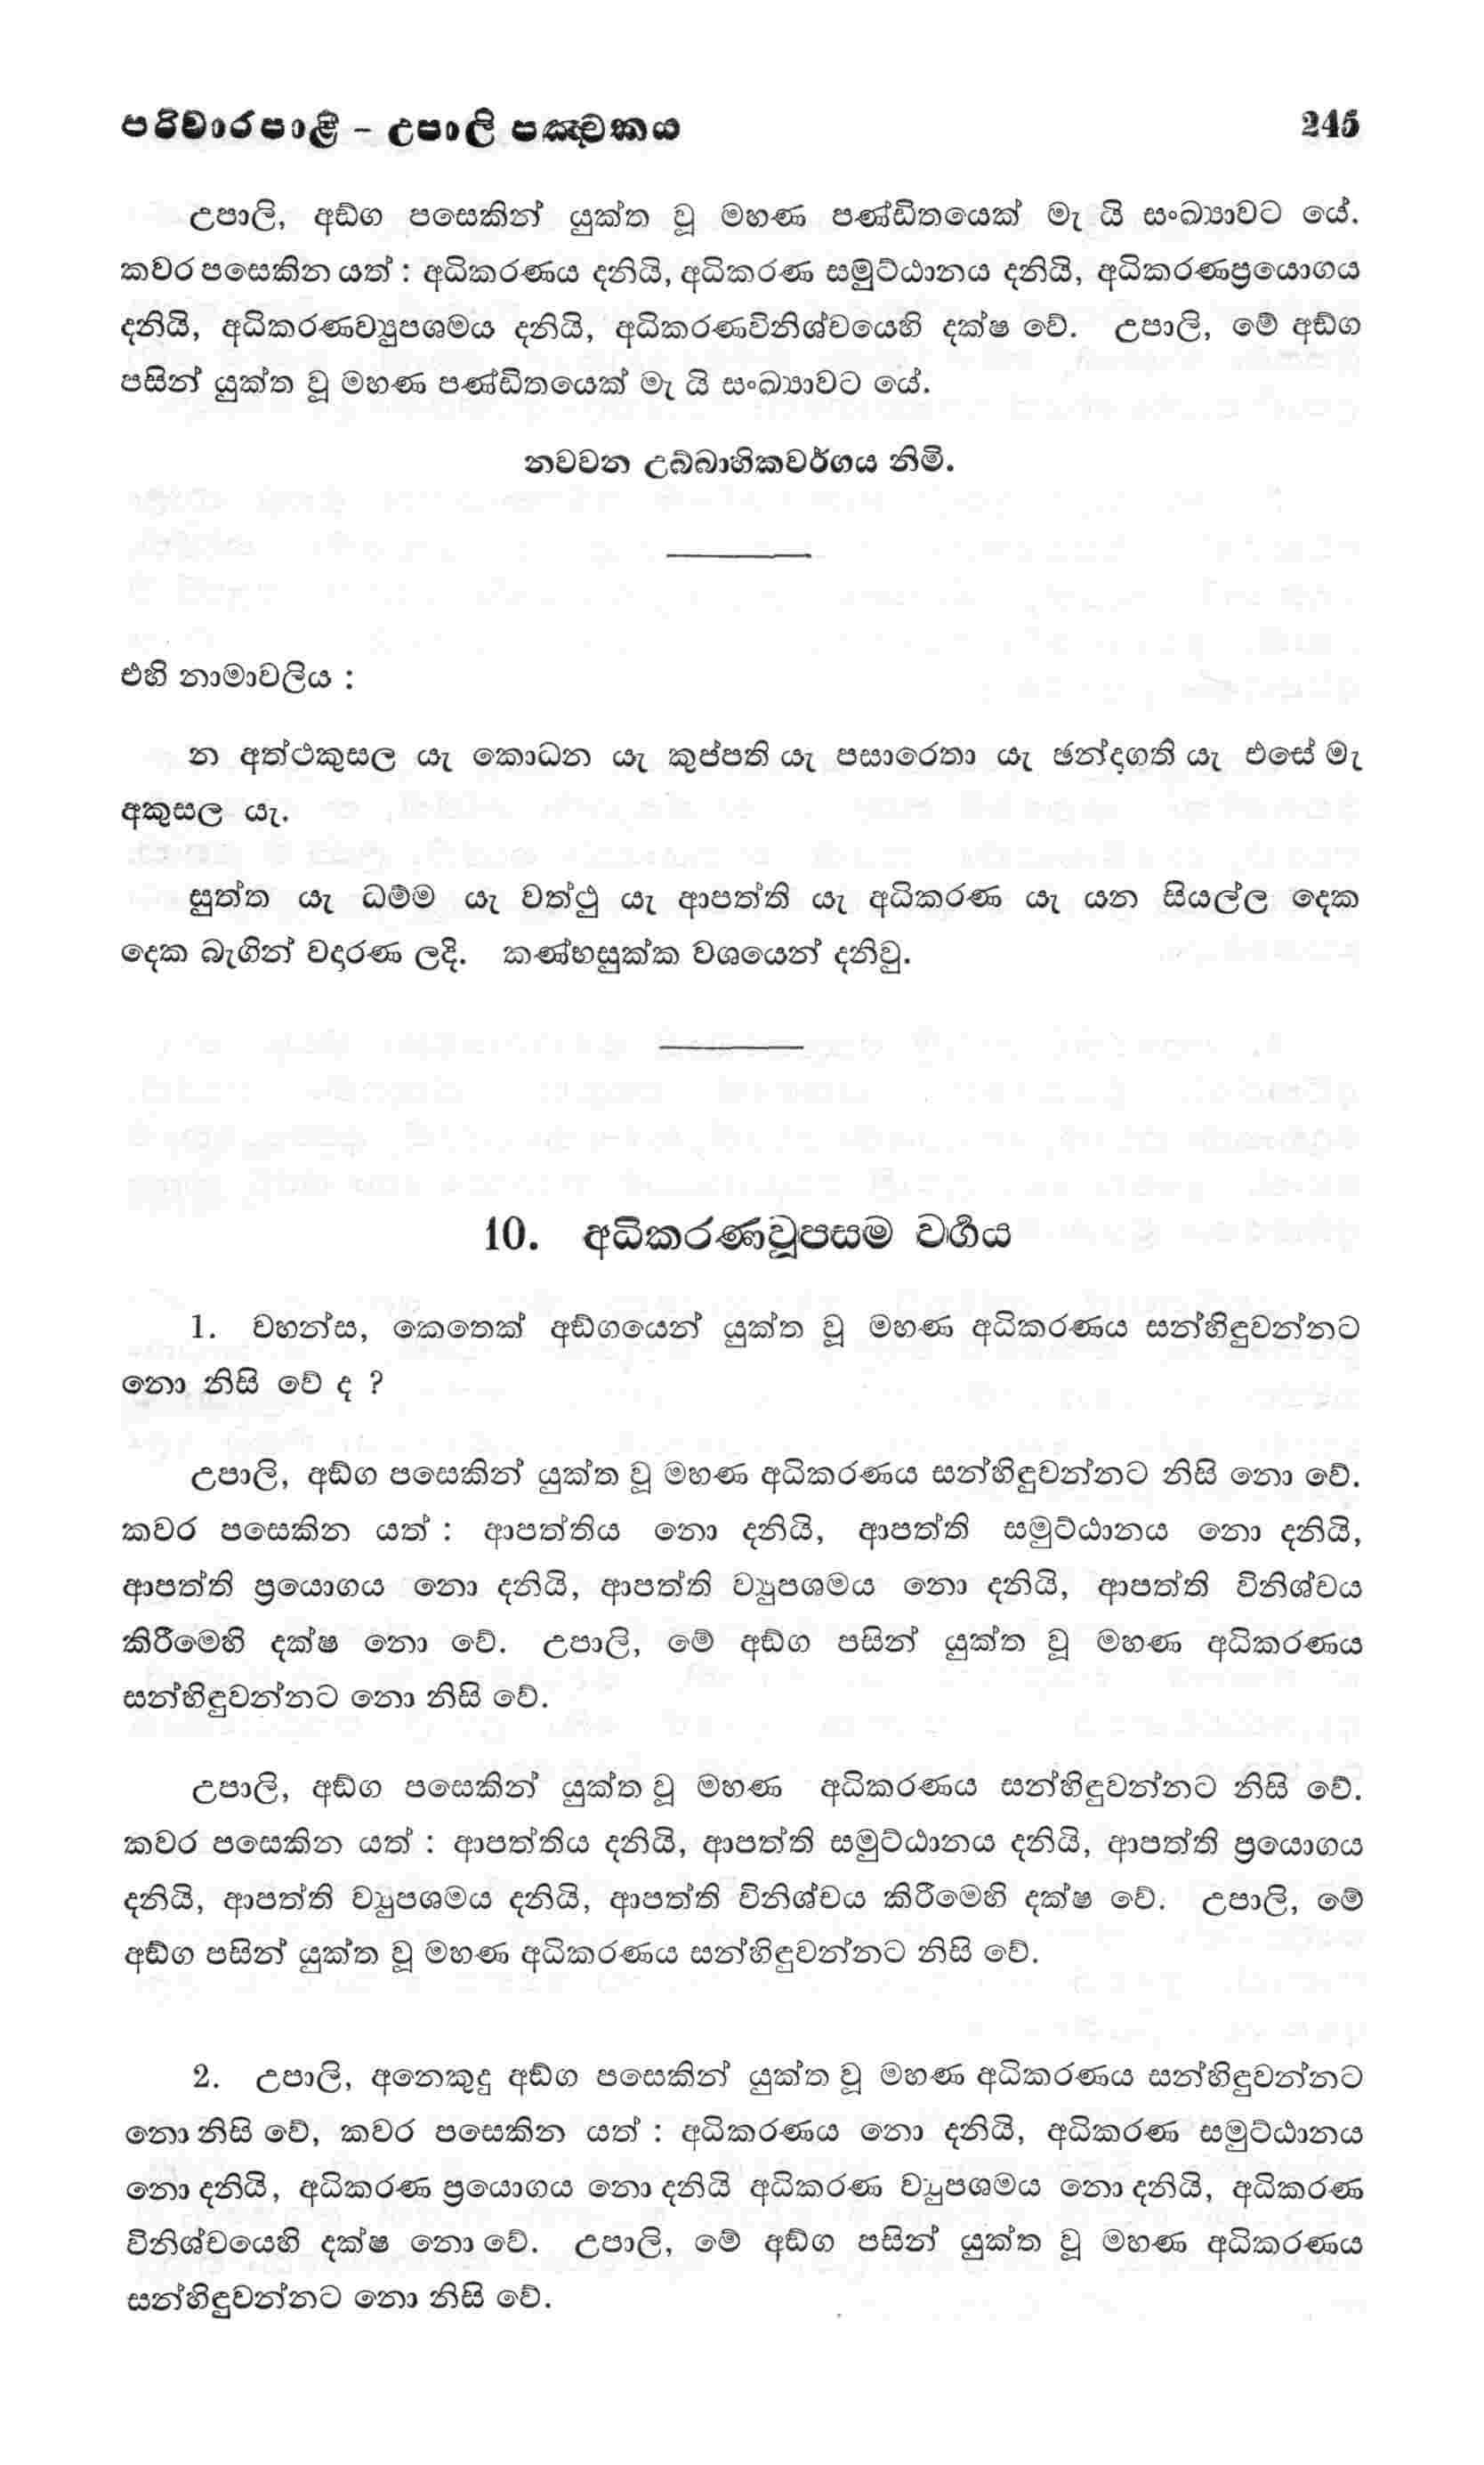 පරිවාරපාළි - උපාලි පඤ්චකය 245
උපාලි, අඞ්ග පසෙකින් යුක්ත වූ මහණ පණ්ඩිතයෙක් මැ යි සංඛ්‍යාවට යේ.
කවර පසෙකින යත් : අධිකරණය දනියි, අධිකරණ සමුට්ඨානය දනියි, අධිකරණප්‍රයොගය
දනියි, අධිකරණව්‍යුපශමය දනියි, අධිකරණවිනිශ්චයෙහි දක්ෂ වේ. උපාලි, මේ අඞ්ග
පසින් යුක්ත වූ මහණ පණ්ඩිතයෙක් මැ යි සංඛ්‍යාවට යේ.
නවවන උබ්බාහිකවර්ගය නිමි.
එහි නාමාවලිය :
න අත්ථකුසල යැ කොධන යැ කුප්පති යැ පසාරෙතා යැ ඡන්දාගති යැ එසේ මැ
අකුසල යැ.
සුත්ත යැ ධම්ම යැ වත්ථු යැ ආපත්ති යැ අධිකරණ යැ යන සියල්ල දෙක
දෙක බැගින් වදාරණ ලදි. කණ්හසුක්ක වශයෙන් දනිවු.
10. අධිකරණවූපසම වර්‍ගය
1. වහන්ස, කෙතෙක් අඞ්ගයෙන් යුක්ත වූ මහණ අධිකරණය සන්හිඳුවන්නට
නො නිසි වේ ද ?
උපාලි, අඞ්ග පසෙකින් යුක්ත වූ මහණ අධිකරණය සන්හිඳුවන්නට නිසි නො වේ.
කවර පසෙකින යත් : ආපත්තිය නො දනියි, ආපත්ති සමුට්ඨානය නො දනියි,
ආපත්ති ප්‍රයොගය නො දනියි, ආපත්ති ව්‍යුපශමය නො දනියි, ආපත්ති විනිශ්චය
කිරීමෙහි දක්ෂ නො වේ. උපාලි, මේ අඞ්ග පසින් යුක්ත වූ මහණ අධිකරණය
සන්හිඳුවන්නට නො නිසි වේ.
උපාලි, අඞ්ග පසෙකින් යුක්ත වූ මහණ අධිකරණය සන්හිඳුවන්නට නිසි වේ.
කවර පසෙකින යත් : ආපත්තිය දනියි, ආපත්ති සමුට්ඨානය දනියි, ආපත්ති ප්‍රයොගය
දනියි, ආපත්ති ව්‍යුපශමය දනියි, ආපත්ති විනිශ්චය කිරීමෙහි දක්ෂ වේ. උපාලි, මේ
අඞ්ග පසින් යුක්ත වූ මහණ අධිකරණය සන්හිඳුවන්නට නිසි වේ.
2. උපාලි, අනෙකුදු අඞ්ග පසෙකින් යුක්ත වූ මහණ අධිකරණය සන්හිඳුවන්නට
නො නිසි වේ, කවර පසෙකින යත් : අධිකරණය නො දනියි, අධිකරණ සමුට්ඨානය
නො දනියි, අධිකරණ ප්‍රයොගය නො දනියි අධිකරණ ව්‍යුපශමය නො දනියි, අධිකරණ
විනිශ්චයෙහි දක්ෂ නො වේ. උපාලි, මේ අඞ්ග පසින් යුක්ත වූ මහණ අධිකරණය
සන්හිඳුවන්නට නො නිසි වේ.